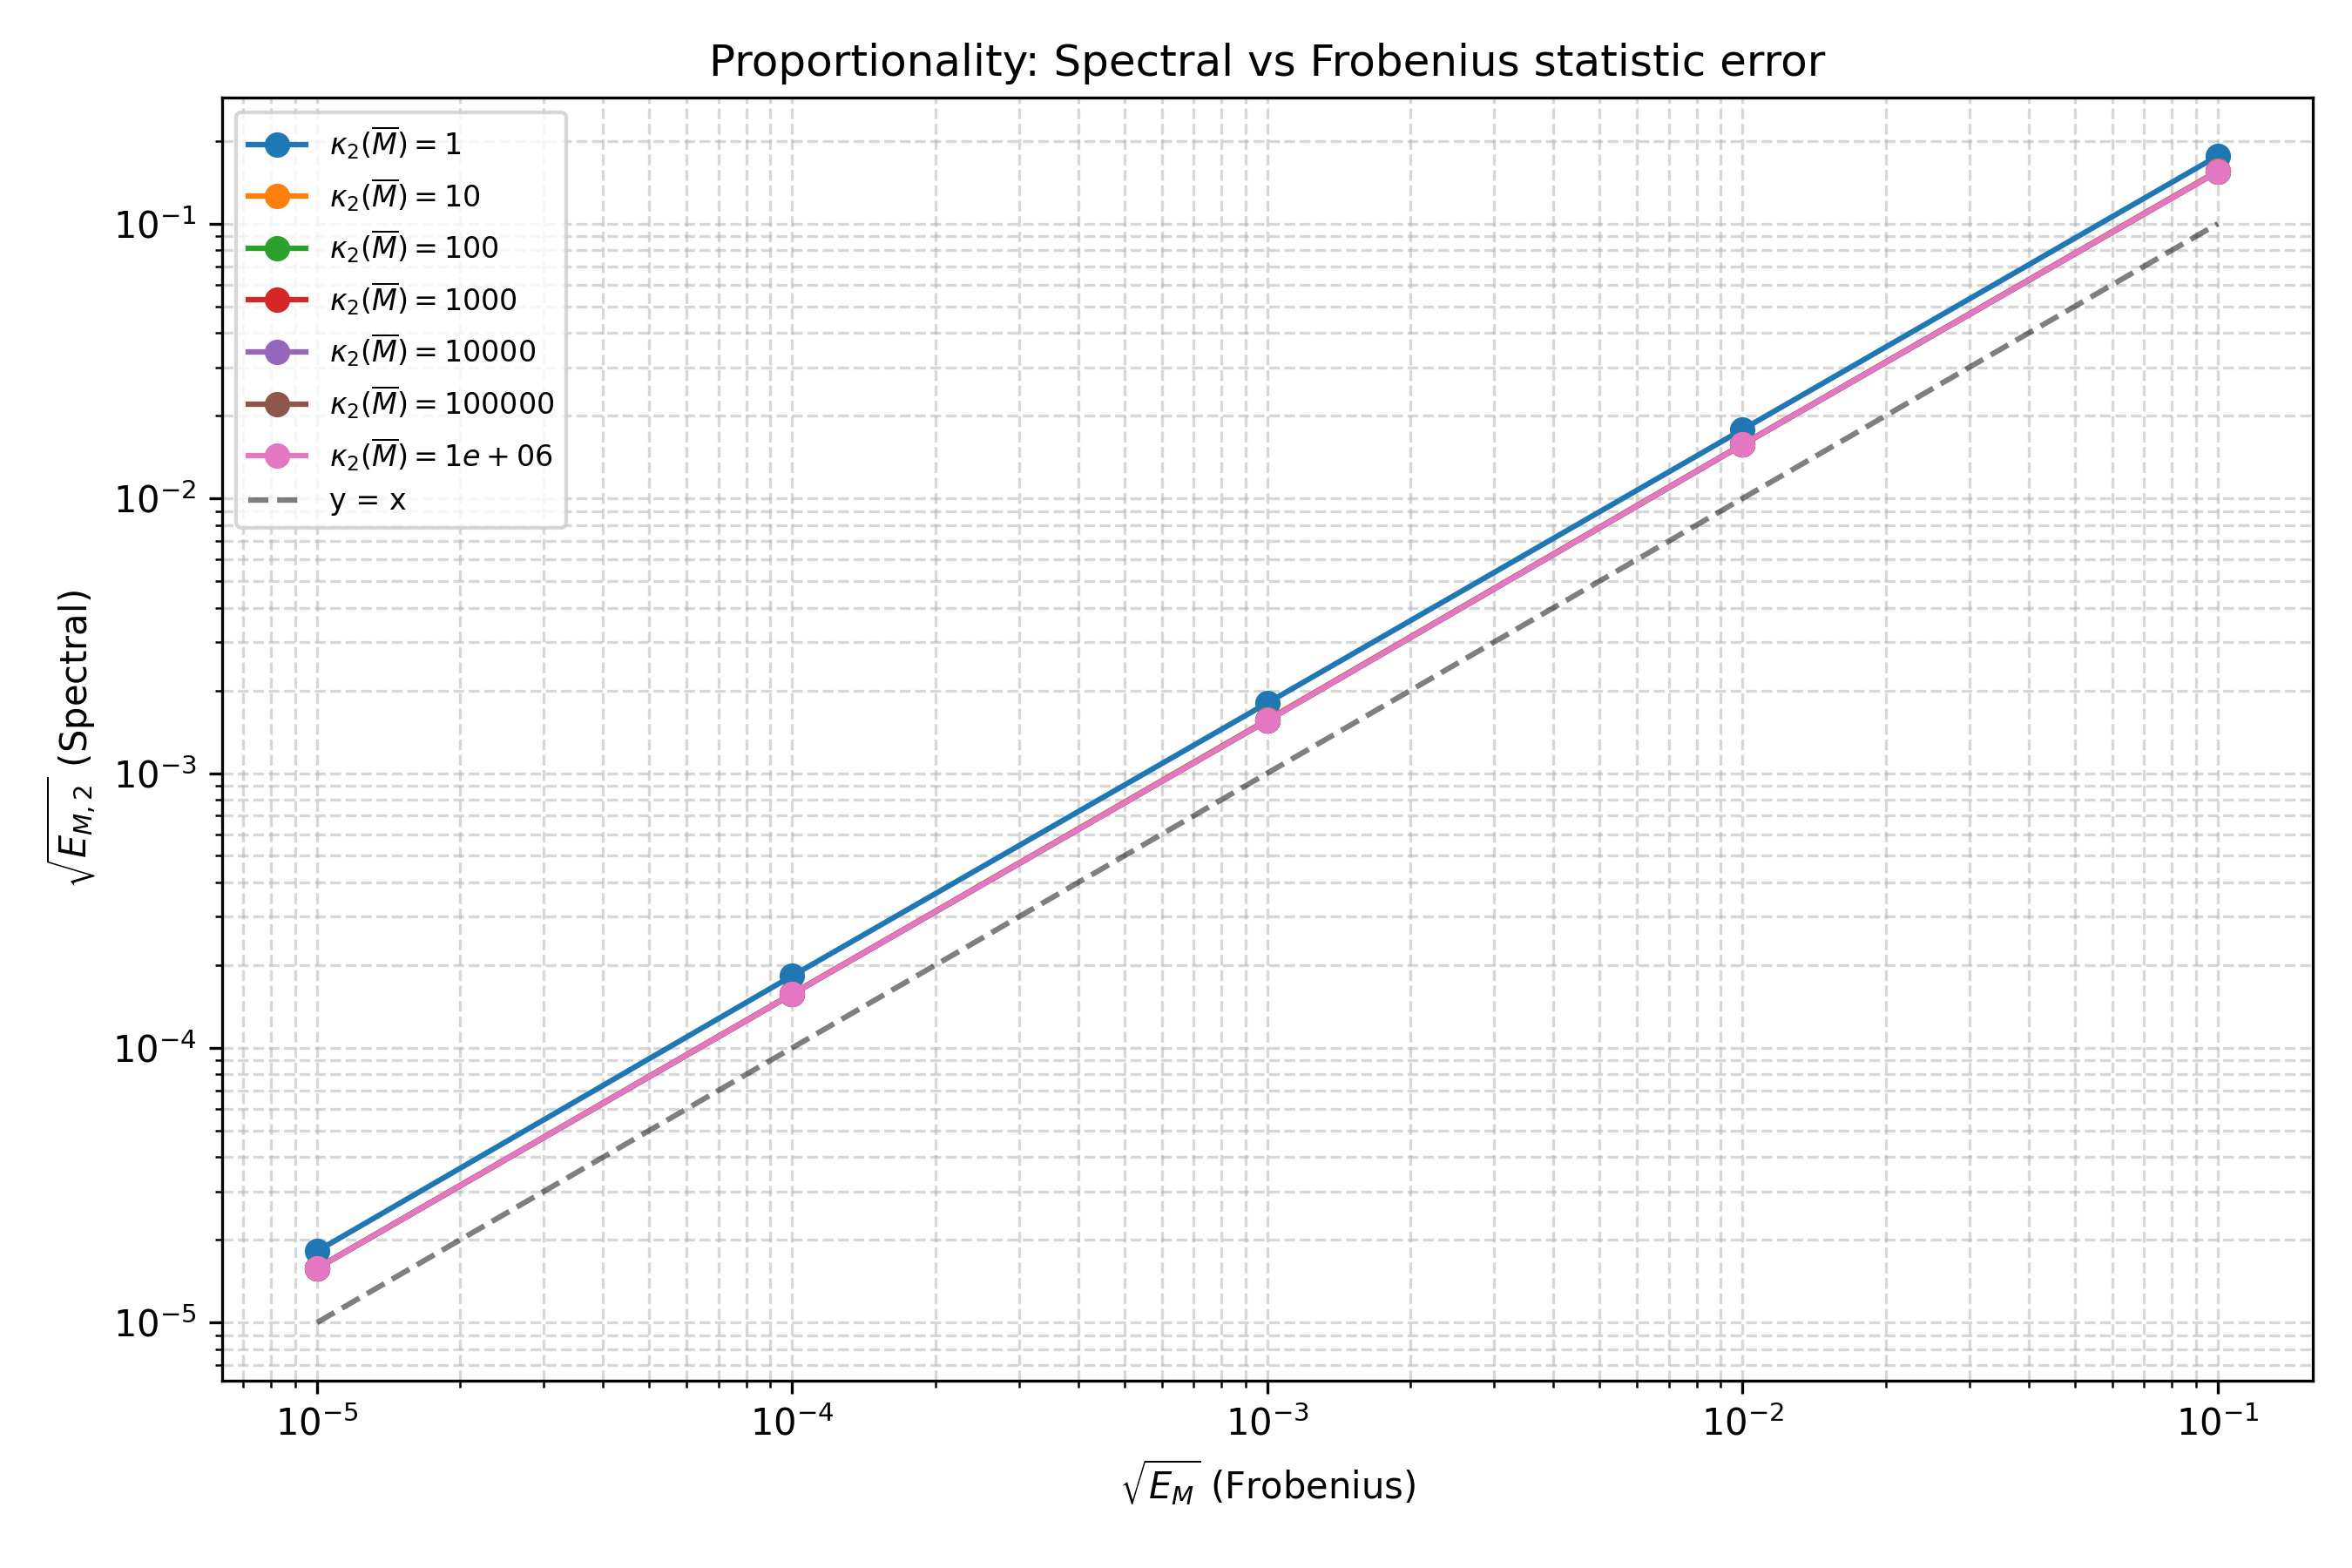 Proportionality: Spectral vs Frobenius statistic error
κ₂(M̅) = 1
κ₂(M̅) = 10
κ₂(M̅) = 100
κ₂(M̅) = 1000
κ₂(M̅) = 10000
κ₂(M̅) = 100000
κ₂(M̅) = 1e + 06
y = x
10⁻¹
10⁻²
10⁻³
10⁻⁴
10⁻⁵
√E_{M, 2} (Spectral)
10⁻⁵ 10⁻⁴ 10⁻³ 10⁻² 10⁻¹
√E_M (Frobenius)